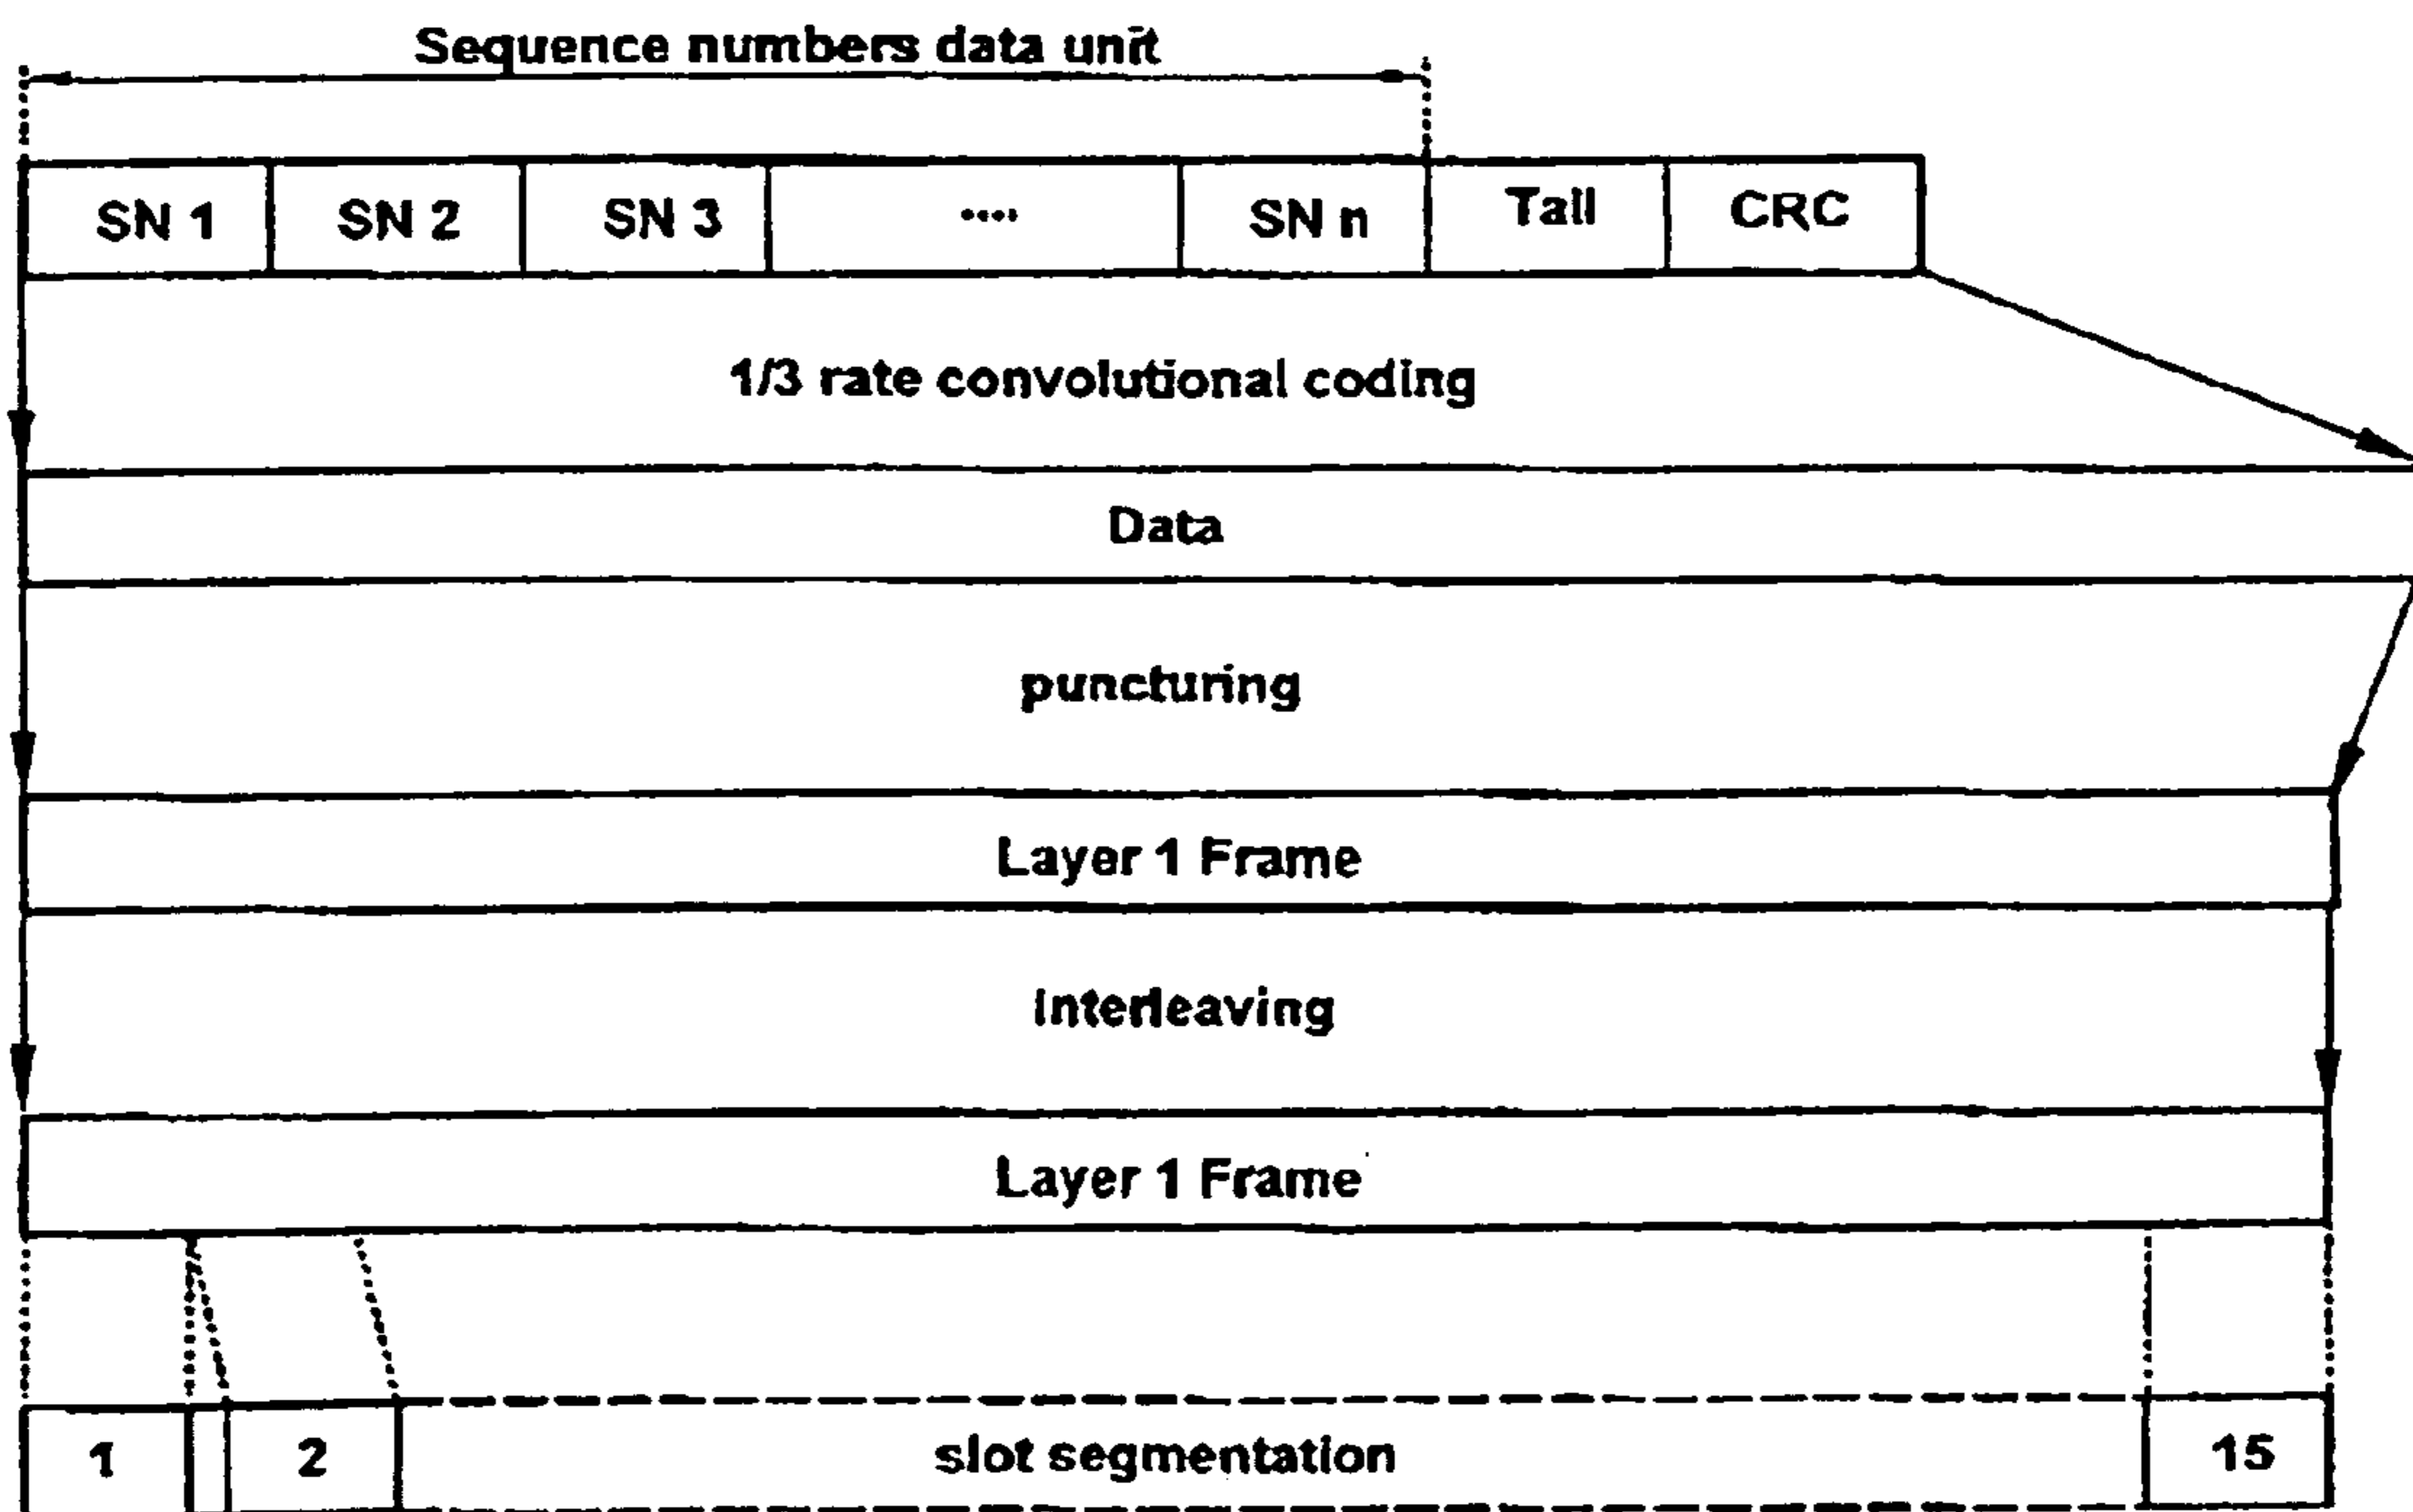 Sequence numbers data unit
SN 1 SN 2 SN 3 .... SN n Tail CRC
1/3 rate convolutional coding
Data
puncturing
Layer 1 Frame
Interleaving
Layer 1 Frame
1 2 slot segmentation 15